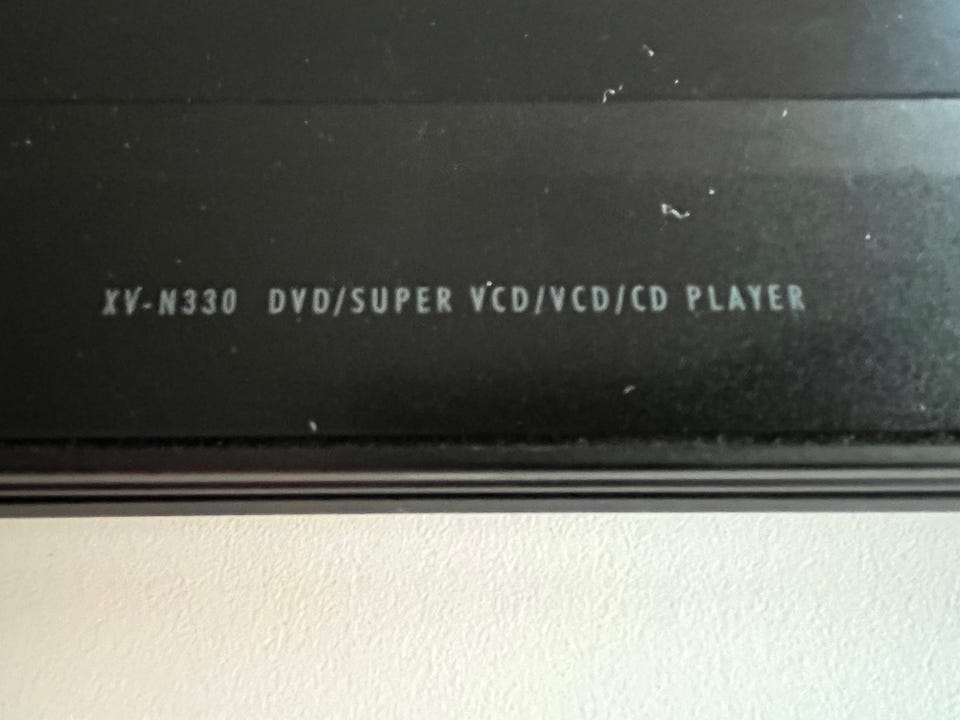 XV-N330 DVD/SUPER VCD/VCD/CD PLAYER